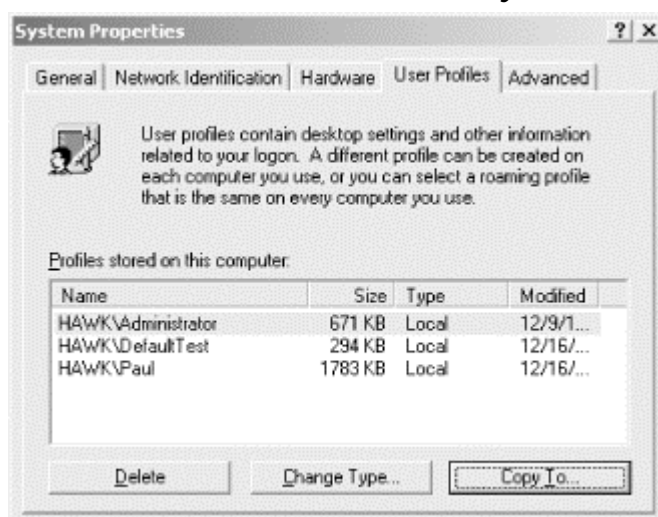 System Properties ? x
General Network Identification Hardware User Profiles Advanced
User profiles contain desktop settings and other information
related to your logon. A different profile can be created on
each computer you use, or you can select a roaming profile
that is the same on every computer you use.
Profiles stored on this computer:
Name Size Type Modified
HAWK\Administrator 671 KB Local 12/9/1...
HAWK\DefaultTest 294 KB Local 12/16/...
HAWK\Paul 1783 KB Local 12/16/...
Delete Change Type... Copy To...